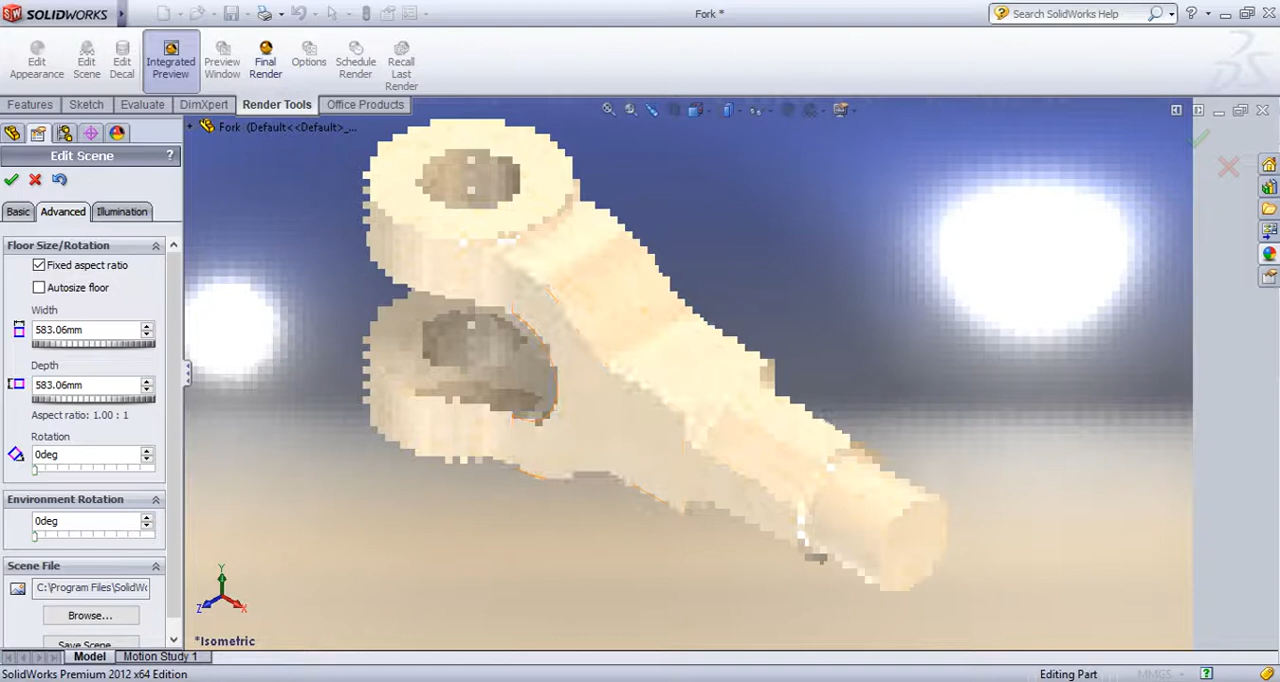 SOLIDWORKS
Fork *
Search SolidWorks Help
Edit Appearance
Edit Scene
Edit Decal
Integrated Preview
Preview Window
Final Render
Options
Schedule Render
Recall Last Render
Features
Sketch
Evaluate
DimXpert
Render Tools
Office Products
Fork (Default<<Default>_...
Edit Scene
?
Basic
Advanced
Illumination
Floor Size/Rotation
Fixed aspect ratio
Autosize floor
Width
583.06mm
Depth
583.06mm
Aspect ratio: 1.00 : 1
Rotation
0deg
Environment Rotation
0deg
Scene File
C:\Program Files\SolidWo
Browse...
Save Scene
Y
Z
X
*Isometric
Model
Motion Study 1
SolidWorks Premium 2012 x64 Edition
Editing Part
MMGS